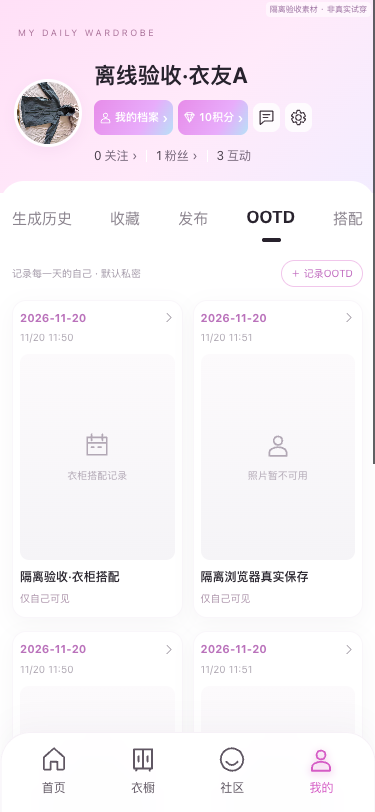 隔离验收素材 · 非真实试穿
MY DAILY WARDROBE
离线验收·衣友A
我的档案 ›
10积分 ›
0 关注 ›
1 粉丝 ›
3 互动
生成历史
收藏
发布
OOTD
搭配
记录每一天的自己 · 默认私密
+ 记录OOTD
2026-11-20
11/20 11:50
衣柜搭配记录
隔离验收·衣柜搭配
仅自己可见
2026-11-20
11/20 11:51
照片暂不可用
隔离浏览器真实保存
仅自己可见
2026-11-20
11/20 11:50
2026-11-20
11/20 11:51
首页
衣橱
社区
我的